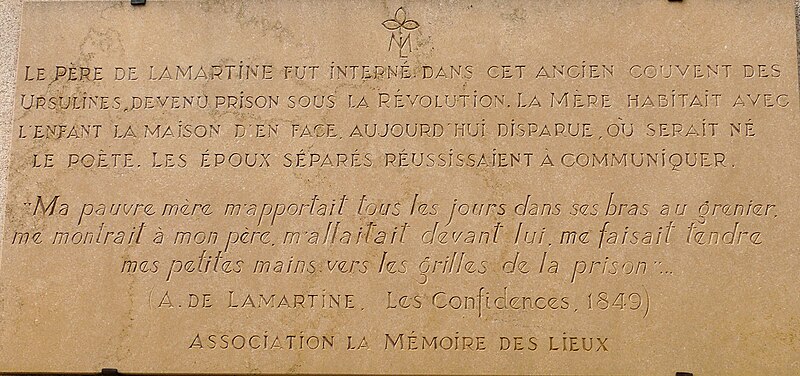 ML
LE PÈRE DE LAMARTINE FUT INTERNÉ DANS CET ANCIEN COUVENT DES
URSULINES, DEVENU PRISON SOUS LA RÉVOLUTION. LA MÈRE HABITAIT AVEC
L'ENFANT LA MAISON D'EN FACE, AUJOURD'HUI DISPARUE, OÙ SERAIT NÉ
LE POÈTE. LES ÉPOUX SÉPARÉS RÉUSSISSAIENT À COMMUNIQUER.
"Ma pauvre mère m'apportait tous les jours dans ses bras au grenier,
me montrait à mon père, m'allaitait devant lui, me faisait tendre
mes petites mains vers les grilles de la prison"...
(A. DE LAMARTINE, Les Confidences, 1849)
ASSOCIATION LA MÉMOIRE DES LIEUX